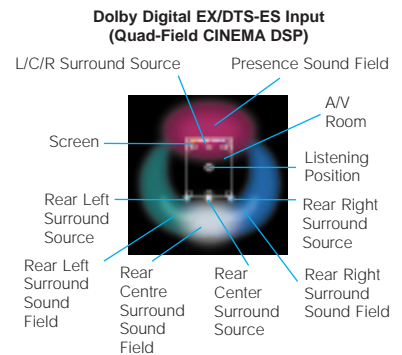 Dolby Digital EX/DTS-ES Input
(Quad-Field CINEMA DSP)
L/C/R Surround Source
Presence Sound Field
A/V
Room
Screen
Listening
Position
Rear Left
Surround
Source
Rear Right
Surround
Source
Rear Left
Surround
Sound
Field
Rear
Centre
Surround
Sound
Field
Rear
Center
Surround
Source
Rear Right
Surround
Sound Field